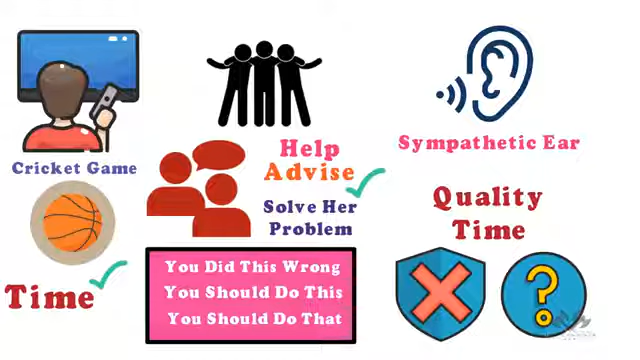 Cricket Game
Time
Help
Advise
Solve Her
Problem
You Did This Wrong
You Should Do This
You Should Do That
Sympathetic Ear
Quality
Time
?